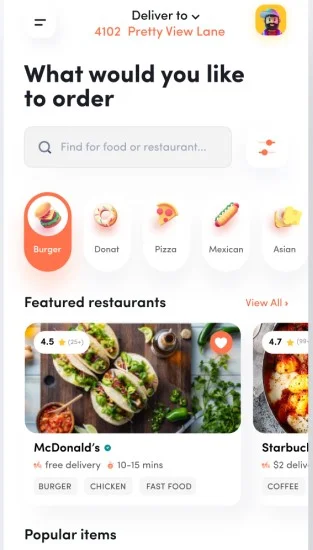 Deliver to
4102 Pretty View Lane
What would you like
to order
Find for food or restaurant...
Burger
Donat
Pizza
Mexican
Asian
Featured restaurants
View All ›
4.5 (25+)
4.7
McDonald's
free delivery 10-15 mins
BURGER CHICKEN FAST FOOD
Starbuc
$2 deliv
COFFEE
Popular items